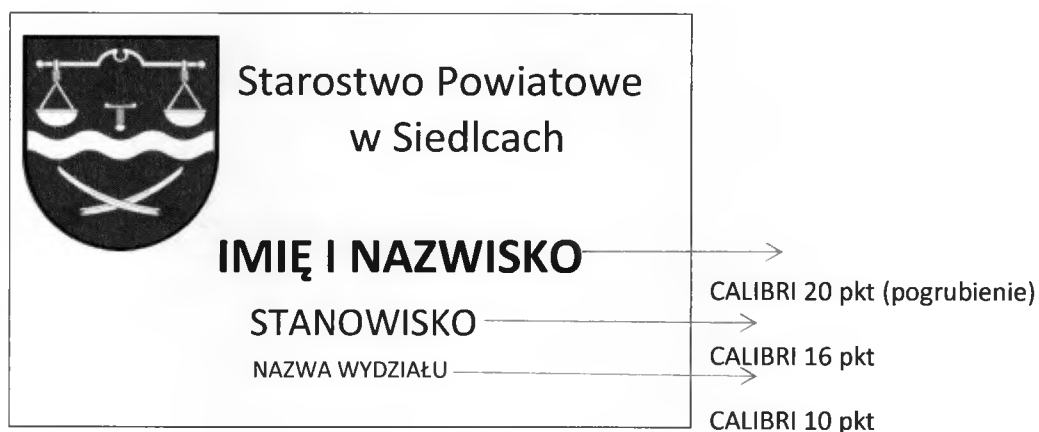 Starostwo Powiatowe
w Siedlcach
IMIĘ I NAZWISKO
CALIBRI 20 pkt (pogrubienie)
STANOWISKO
CALIBRI 16 pkt
NAZWA WYDZIAŁU
CALIBRI 10 pkt